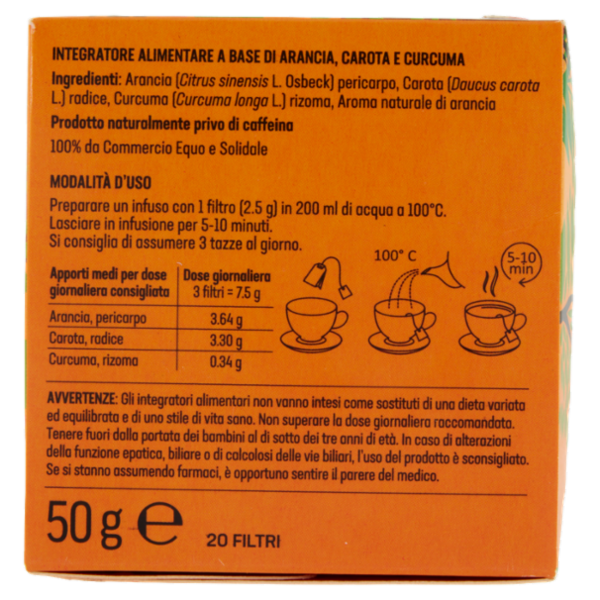 INTEGRATORE ALIMENTARE A BASE DI ARANCIA, CAROTA E CURCUMA
Ingredienti: Arancia (Citrus sinensis L. Osbeck) pericarpo, Carota (Daucus carota
L.) radice, Curcuma (Curcuma longa L.) rizoma, Aroma naturale di arancia
Prodotto naturalmente privo di caffeina
100% da Commercio Equo e Solidale
MODALITÀ D'USO
Preparare un infuso con 1 filtro (2.5 g) in 200 ml di acqua a 100°C.
Lasciare in infusione per 5-10 minuti.
Si consiglia di assumere 3 tazze al giorno.
Apporti medi per dose
giornaliera consigliata
Dose giornaliera
3 filtri = 7.5 g
Arancia, pericarpo 3.64 g
Carota, radice 3.30 g
Curcuma, rizoma 0.34 g
100° C
5-10
min
AVVERTENZE: Gli integratori alimentari non vanno intesi come sostituti di una dieta variata
ed equilibrata e di uno stile di vita sano. Non superare la dose giornaliera raccomandata.
Tenere fuori dalla portata dei bambini al di sotto dei tre anni di età. In caso di alterazioni
della funzione epatica, biliare o di calcolosi delle vie biliari, l'uso del prodotto è sconsigliato.
Se si stanno assumendo farmaci, è opportuno sentire il parere del medico.
50 g ℮
20 FILTRI